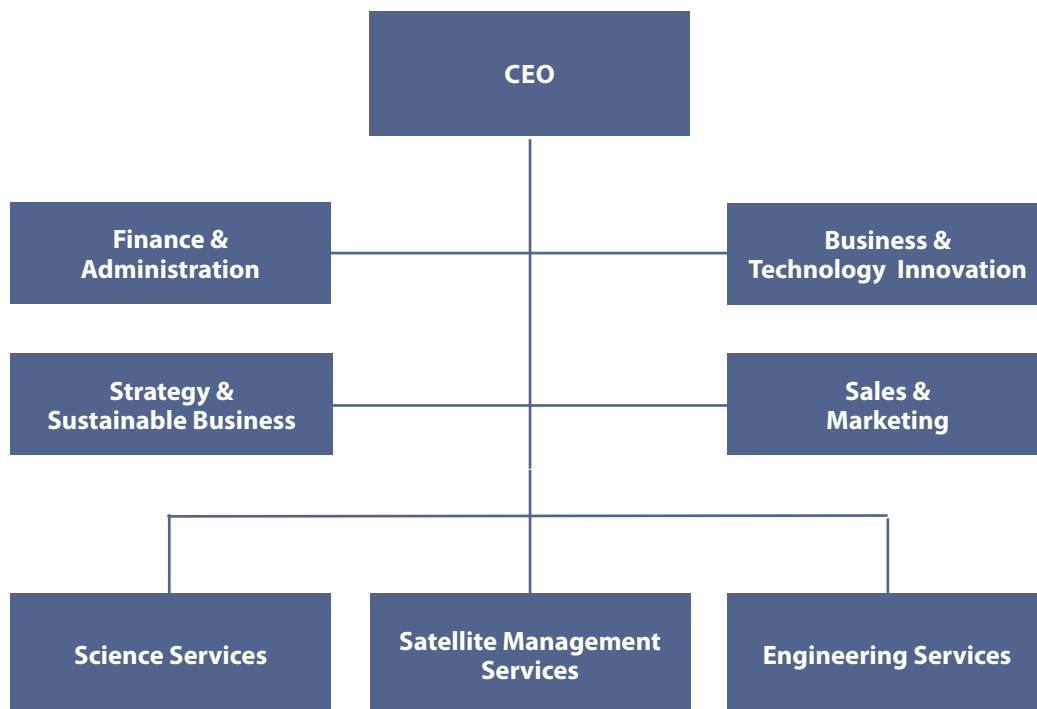 CEO
Finance &
Administration
Business &
Technology Innovation
Strategy &
Sustainable Business
Sales &
Marketing
Science Services
Satellite Management
Services
Engineering Services